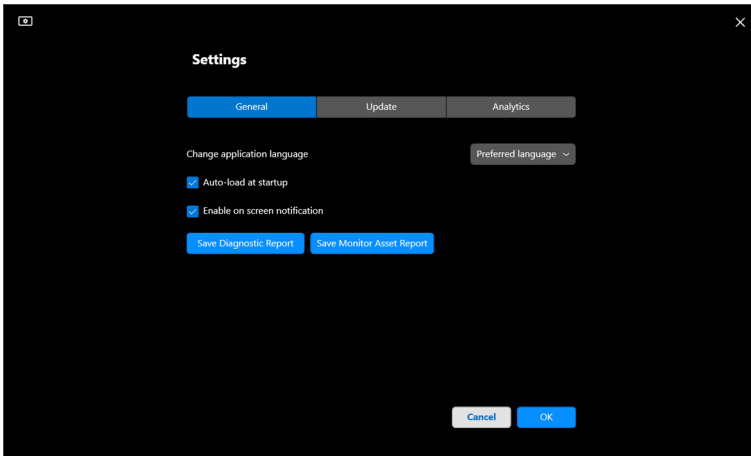 Settings
General Update Analytics
Change application language Preferred language
Auto-load at startup
Enable on screen notification
Save Diagnostic Report Save Monitor Asset Report
Cancel OK